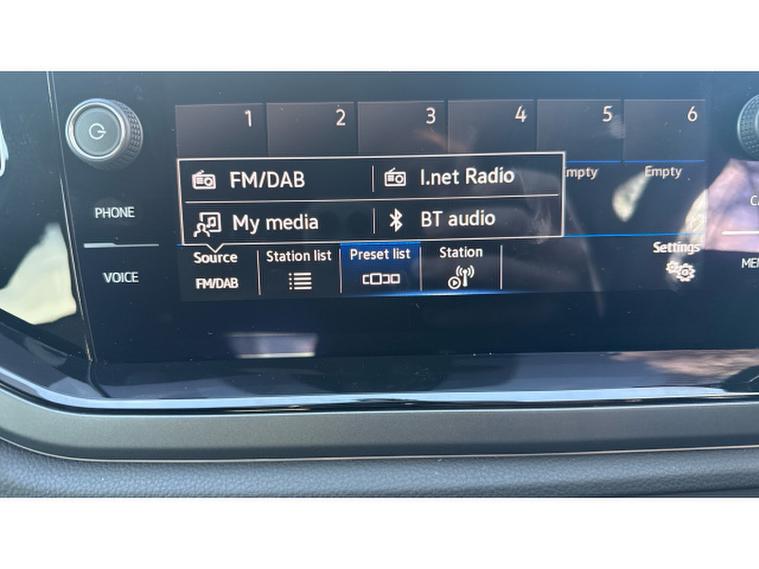 1 2 3 4 5 6
FM/DAB I.net Radio
mpty Empty
My media BT audio
PHONE
VOICE
Source Station list Preset list Station Settings
FM/DAB